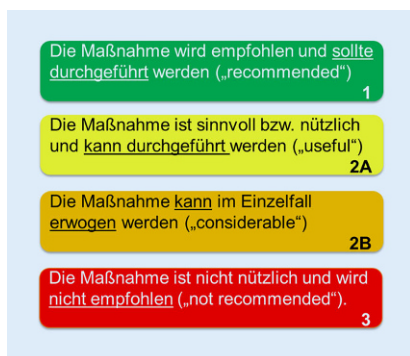 Die Maßnahme wird empfohlen und sollte
durchgeführt werden („recommended“)
1
Die Maßnahme ist sinnvoll bzw. nützlich
und kann durchgeführt werden („useful“)
2A
Die Maßnahme kann im Einzelfall
erwogen werden („considerable“)
2B
Die Maßnahme ist nicht nützlich und wird
nicht empfohlen („not recommended“).
3